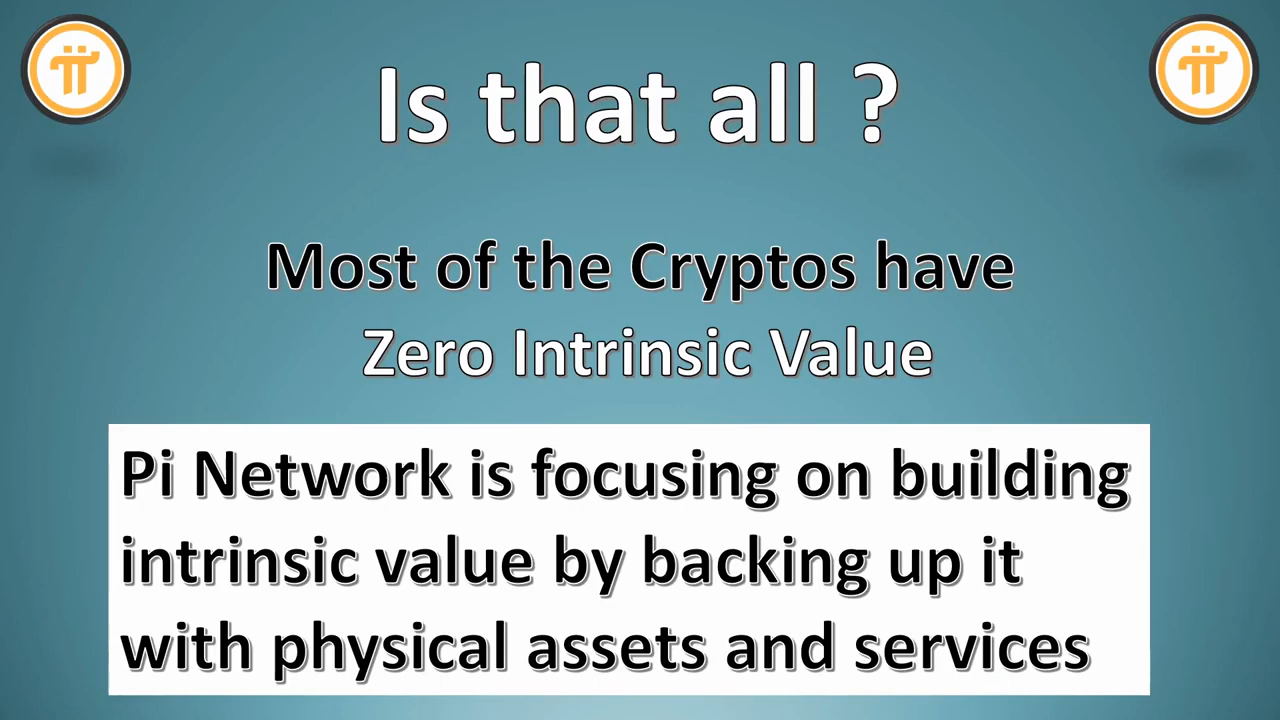 Is that all ?
Most of the Cryptos have
Zero Intrinsic Value
Pi Network is focusing on building
intrinsic value by backing up it
with physical assets and services